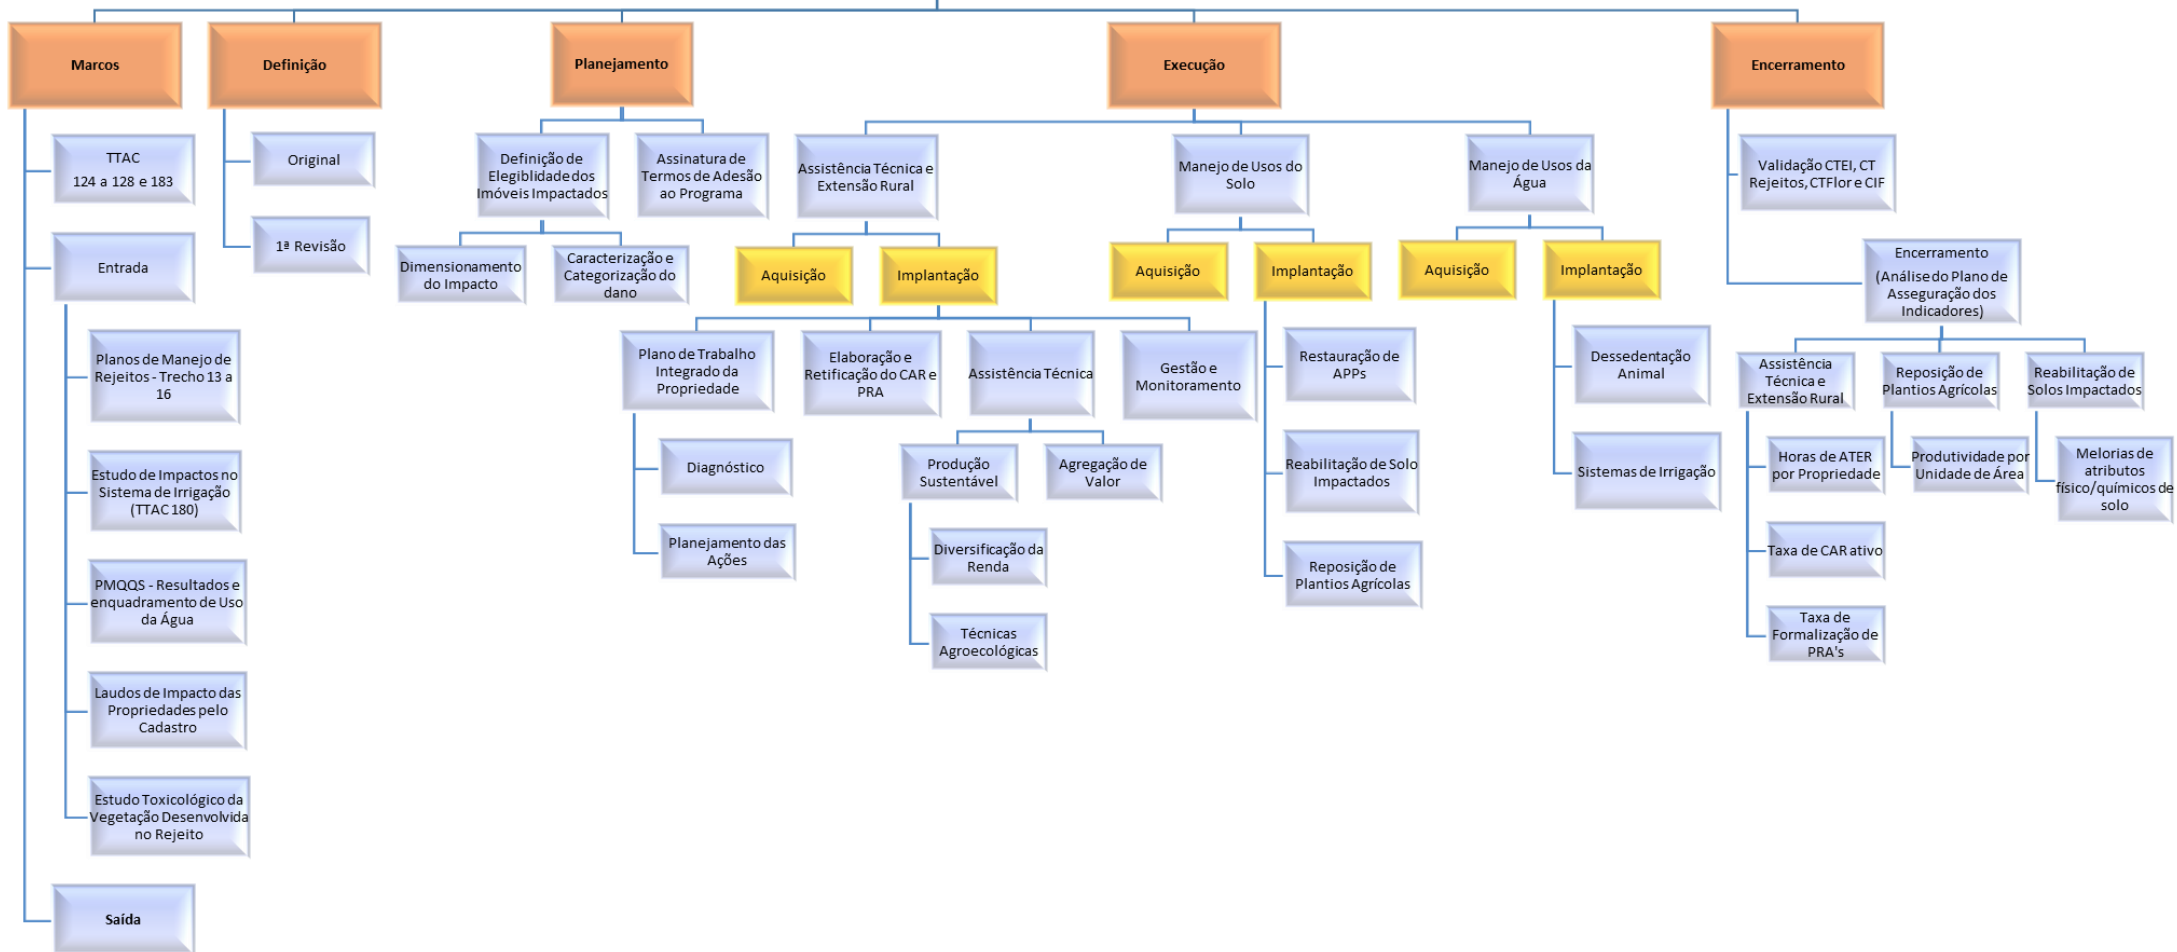 Marcos
Definição
Planejamento
Execução
Encerramento
TTAC
124 a 128 e 183
Entrada
Planos de Manejo de
Rejeitos - Trecho 13 a
16
Estudo de Impactos no
Sistema de Irrigação
(TTAC 180)
PMQQS - Resultados e
enquadramento de Uso
da Água
Laudos de Impacto das
Propriedades pelo
Cadastro
Estudo Toxicológico da
Vegetação Desenvolvida
no Rejeito
Saída
Original
1ª Revisão
Definição de
Elegiblidade dos
Imóveis Impactados
Assinatura de
Termos de Adesão
ao Programa
Dimensionamento
do Impacto
Caracterização e
Categorização do
dano
Assistência Técnica e
Extensão Rural
Aquisição
Implantação
Plano de Trabalho
Integrado da
Propriedade
Diagnóstico
Planejamento das
Ações
Elaboração e
Retificação do CAR e
PRA
Assistência Técnica
Produção
Sustentável
Diversificação da
Renda
Técnicas
Agroecológicas
Agregação de
Valor
Gestão e
Monitoramento
Manejo de Usos do
Solo
Aquisição
Implantação
Restauração de
APPs
Reabilitação de Solo
Impactados
Reposição de
Plantios Agrícolas
Manejo de Usos da
Água
Aquisição
Implantação
Dessedentação
Animal
Sistemas de Irrigação
Validação CTEI, CT
Rejeitos, CTFlor e CIF
Encerramento
(Análise do Plano de
Asseguração dos
Indicadores)
Assistência
Técnica e
Extensão Rural
Horas de ATER
por Propriedade
Taxa de CAR ativo
Taxa de
Formalização de
PRA's
Reposição de
Plantios Agrícolas
Produtividade por
Unidade de Área
Reabilitação de
Solos Impactados
Melorias de
atributos
físico/químicos de
solo